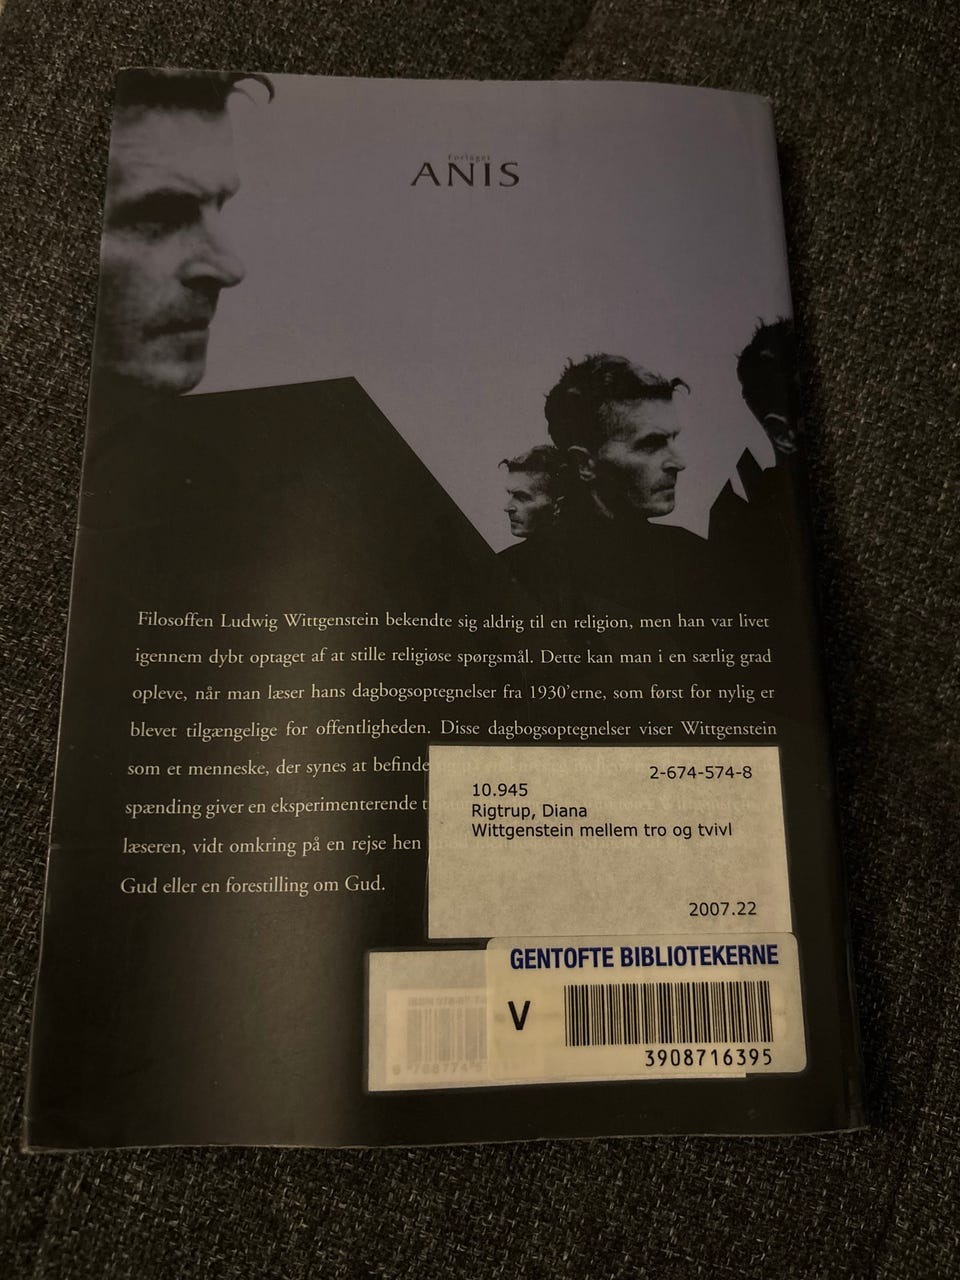 Forlaget
ANIS
Filosoffen Ludwig Wittgenstein bekendte sig aldrig til en religion, men han var livet
igennem dybt optaget af at stille religiøse spørgsmål. Dette kan man i en særlig grad
opleve, når man læser hans dagbogsoptegnelser fra 1930'erne, som først for nylig er
blevet tilgængelige for offentligheden. Disse dagbogsoptegnelser viser Wittgenstein
som et menneske, der synes at befinde
spænding giver en eksperimenterende
læseren, vidt omkring på en rejse hen
Gud eller en forestilling om Gud.
2-674-574-8
10.945
Rigtrup, Diana
Wittgenstein mellem tro og tvivl
2007.22
GENTOFTE BIBLIOTEKERNE
V
3908716395